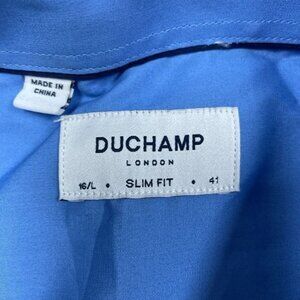 MADE IN
CHINA
DUCHAMP
LONDON
16/L • SLIM FIT • 41